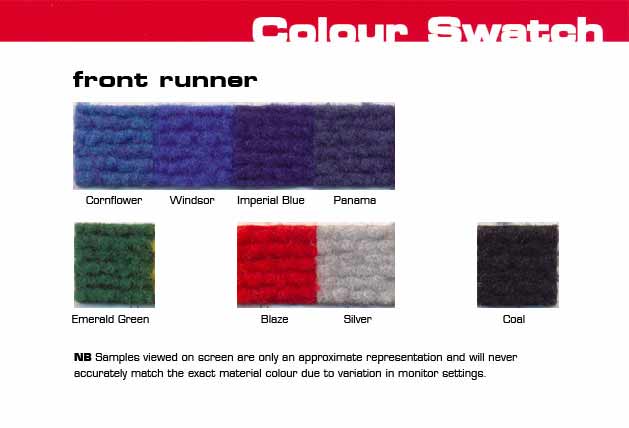 Colour Swatch
front runner
Cornflower Windsor Imperial Blue Panama
Emerald Green Blaze Silver Coal
NB Samples viewed on screen are only an approximate representation and will never
accurately match the exact material colour due to variation in monitor settings.